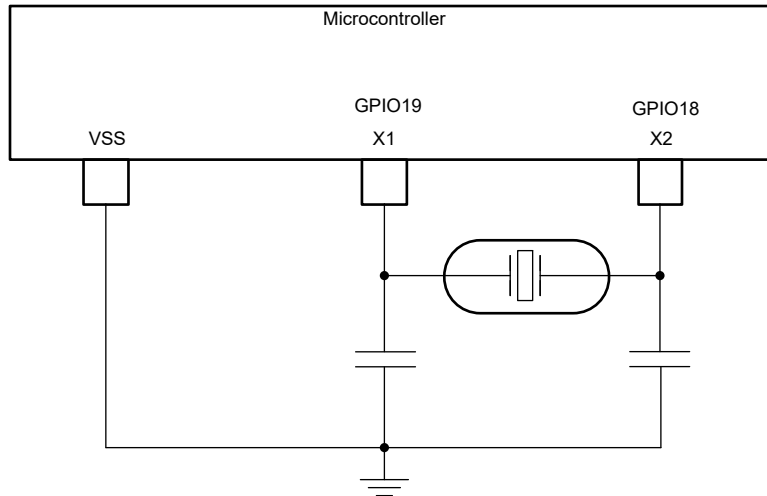 Microcontroller
GPIO19
GPIO18
VSS
X1
X2